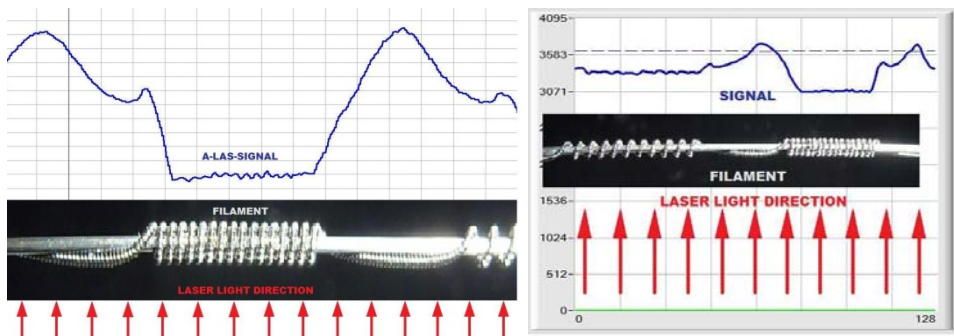 A-LAS-SIGNAL
FILAMENT
LASER LIGHT DIRECTION
4095
3583
3071
SIGNAL
FILAMENT
LASER LIGHT DIRECTION
1536
1024
512
0
0 128